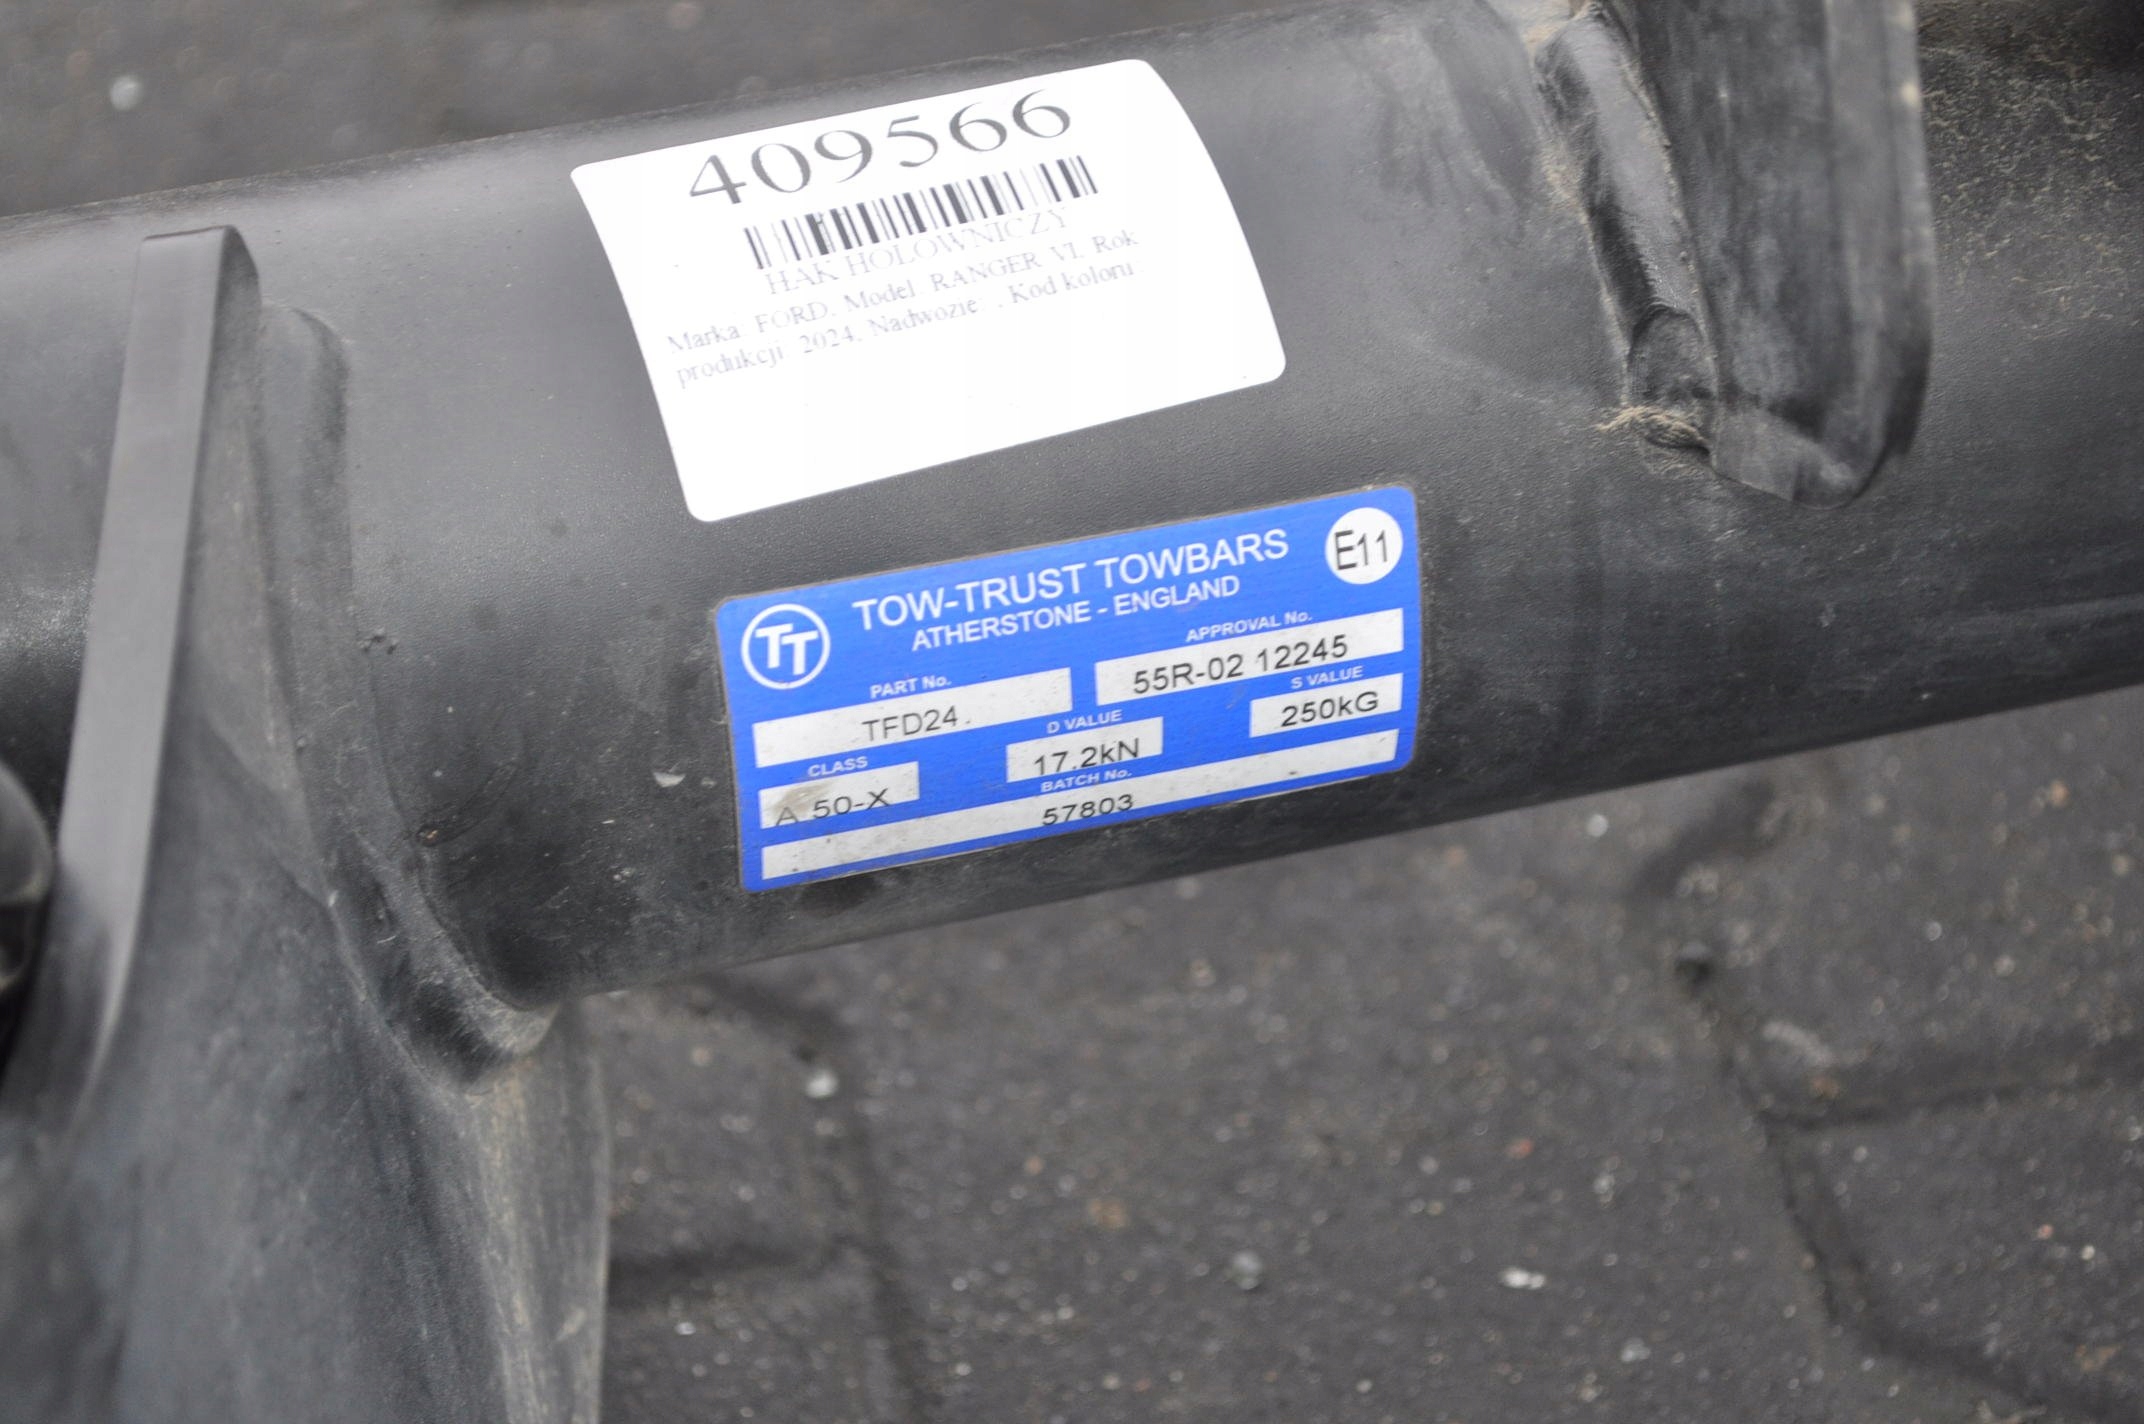 409566
HAK HOLOWNICZY
Marka: FORD. Model: RANGER VI. Rok
produkcji: 2024. Nadwozie: . Kod koloru:
TT
TOW-TRUST TOWBARS
E11
ATHERSTONE - ENGLAND
PART No.
APPROVAL No.
TFD24.
55R-02 12245
CLASS
D VALUE
S VALUE
A 50-X
17.2kN
250kG
BATCH No.
57803